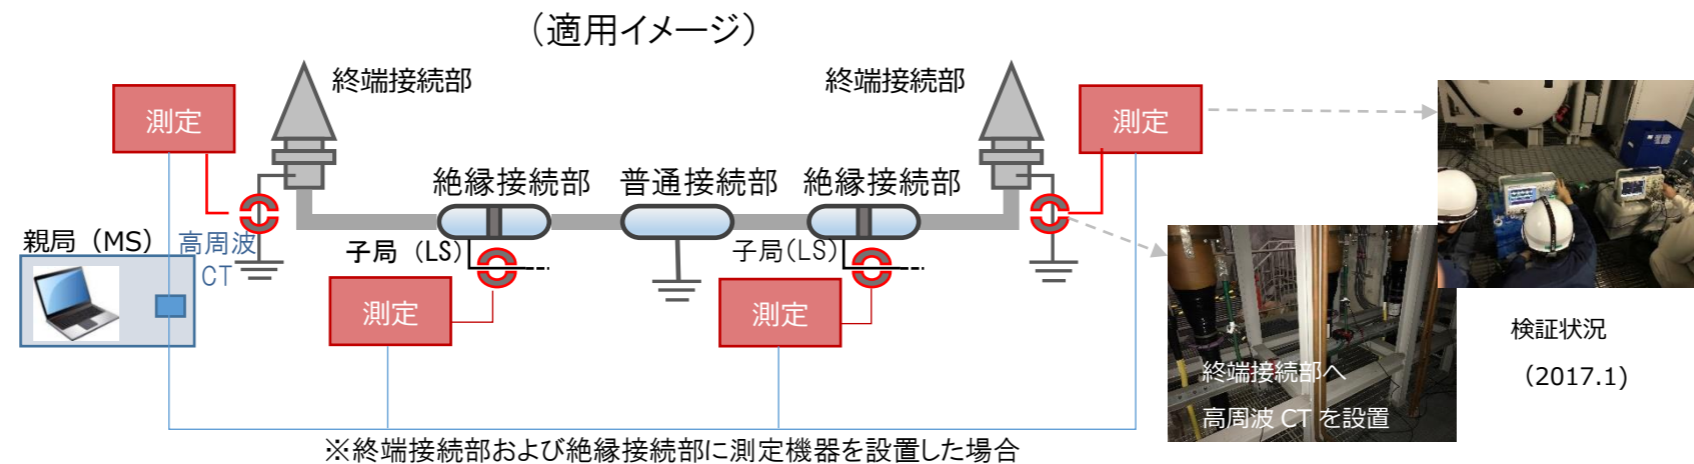 （適用イメージ）
終端接続部
終端接続部
測定
測定
絶縁接続部
普通接続部
絶縁接続部
親局（MS）
高周波
CT
子局（LS）
子局（LS）
測定
測定
終端接続部へ
高周波 CT を設置
検証状況
（2017.1）
※終端接続部および絶縁接続部に測定機器を設置した場合